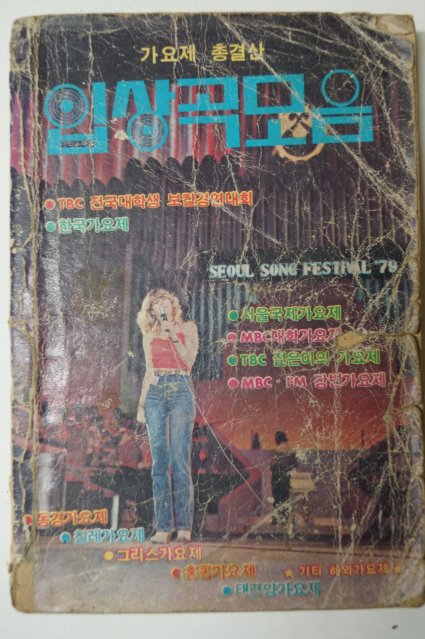 가요제 총결산
입상곡모음
● TBC 전국대학생 보칼경연대회
● 한국가요제
SEOUL SONG FESTIVAL '79
● 서울국제가요제
● MBC대학가요제
● TBC 젊은이의 가요제
● MBC · FM 강변가요제
● 동경가요제
● 칠레가요제
● 그리스가요제
● 홍콩가요제
★ 기타 해외가요제 ★
● 태평양가요제